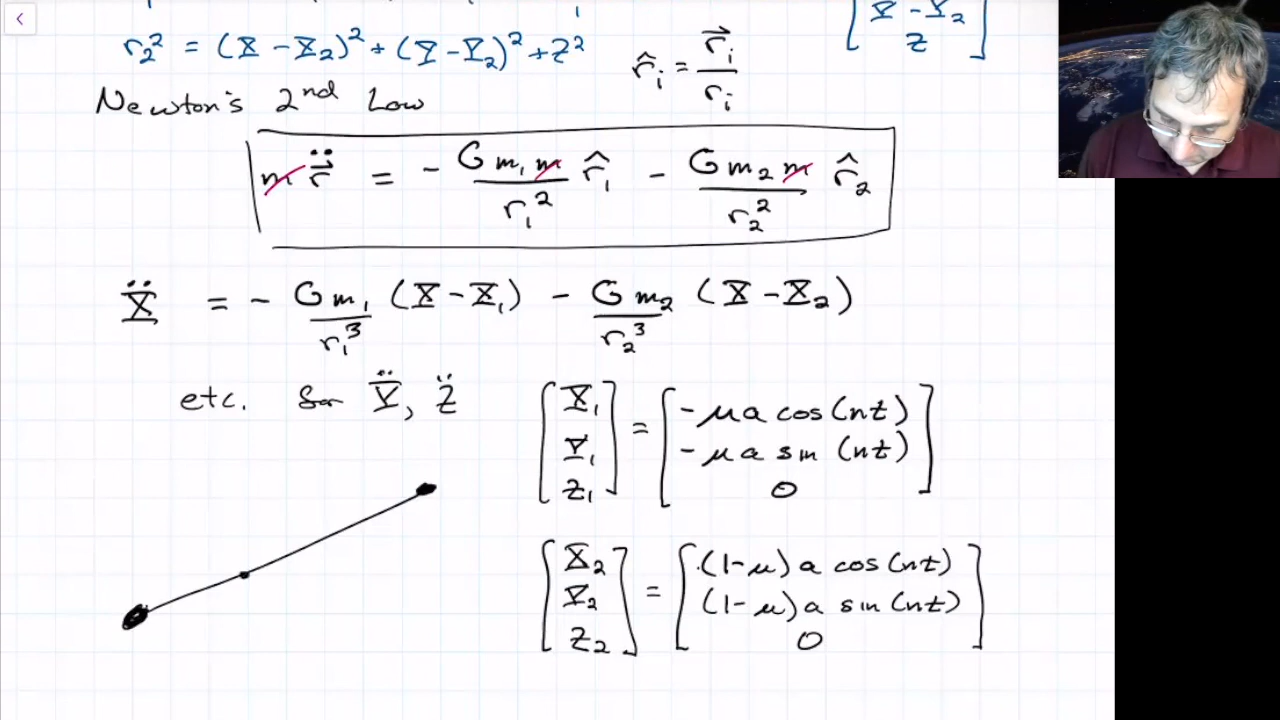 [X̲ - Y̲₂
r₂² = (X - X₂)² + (Y - Y₂)² + Z²
Z]
r̂ᵢ = r⃗ᵢ / rᵢ
Newton's 2nd Law
m r̈ = - G m₁ m / r₁² r̂₁ - G m₂ m / r₂² r̂₂
Ẍ = - G m₁ / r₁³ (X - X₁) - G m₂ / r₂³ (X - X₂)
etc. for Ÿ, Z̈
[X₁ Y₁ Z₁] = [-μa cos(nt)
-μa sin(nt)
0]
[X₂ Y₂ Z₂] = [(1-μ)a cos(nt)
(1-μ)a sin(nt)
0]